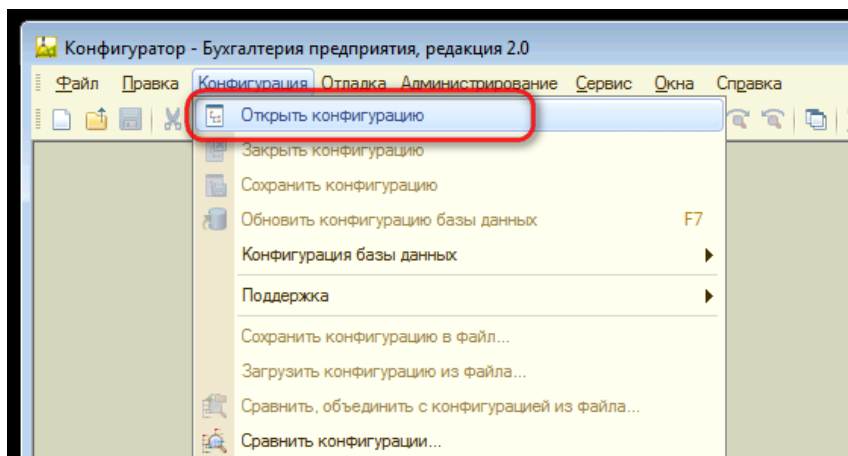 Конфигуратор - Бухгалтерия предприятия, редакция 2.0
Файл Правка Конфигурация Отладка Администрирование Сервис Окна Справка
Открыть конфигурацию
Закрыть конфигурацию
Сохранить конфигурацию
Обновить конфигурацию базы данных F7
Конфигурация базы данных
Поддержка
Сохранить конфигурацию в файл...
Загрузить конфигурацию из файла...
Сравнить, объединить с конфигурацией из файла...
Сравнить конфигурации...